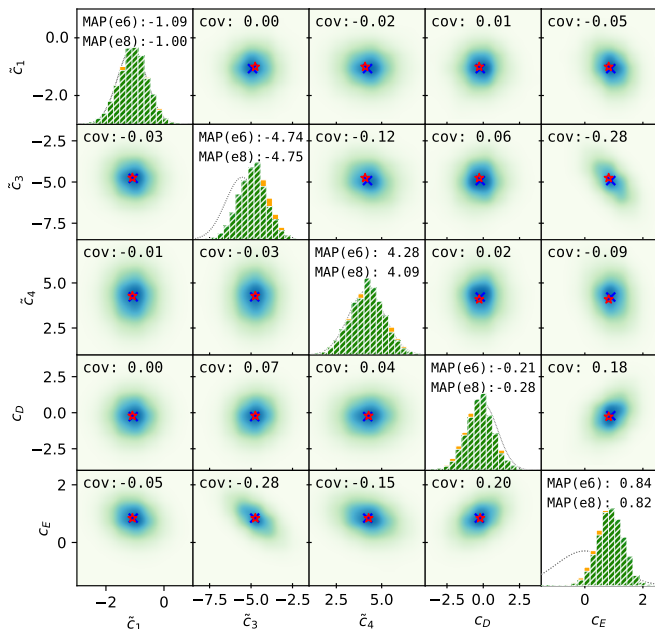 MAP(e6):-1.09
MAP(e8):-1.00
cov: 0.00
cov:-0.02
cov: 0.01
cov:-0.05
0.0
−2.0
c̃₁
cov:-0.03
MAP(e6):-4.74
MAP(e8):-4.75
cov:-0.12
cov: 0.06
cov:-0.28
−2.5
−5.0
−7.5
c̃₃
cov:-0.01
cov:-0.03
MAP(e6): 4.28
MAP(e8): 4.09
cov: 0.02
cov:-0.09
5.0
2.5
c̃₄
cov: 0.00
cov: 0.07
cov: 0.04
MAP(e6):-0.21
MAP(e8):-0.28
cov: 0.18
2.5
0.0
−2.5
c_D
cov:-0.05
cov:-0.28
cov:-0.15
cov: 0.20
MAP(e6): 0.84
MAP(e8): 0.82
2
0
c_E
−2 0
−7.5 −5.0 −2.5
2.5 5.0
−2.5 0.0 2.5
0 2
c̃₁
c̃₃
c̃₄
c_D
c_E